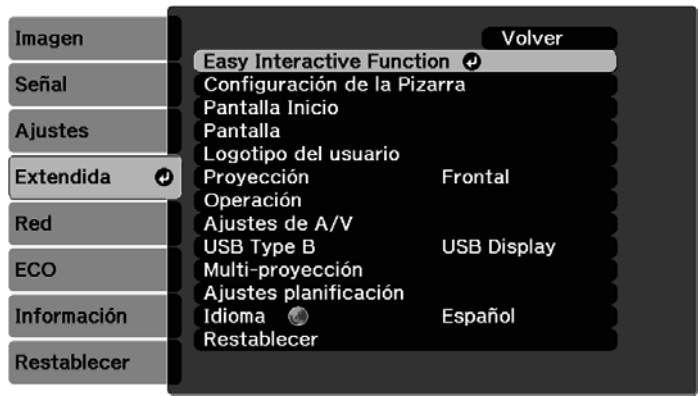 Imagen
Señal
Ajustes
Extendida
Red
ECO
Información
Restablecer
Volver
Easy Interactive Function
Configuración de la Pizarra
Pantalla Inicio
Pantalla
Logotipo del usuario
Proyección Frontal
Operación
Ajustes de A/V
USB Type B USB Display
Multi-proyección
Ajustes planificación
Idioma Español
Restablecer